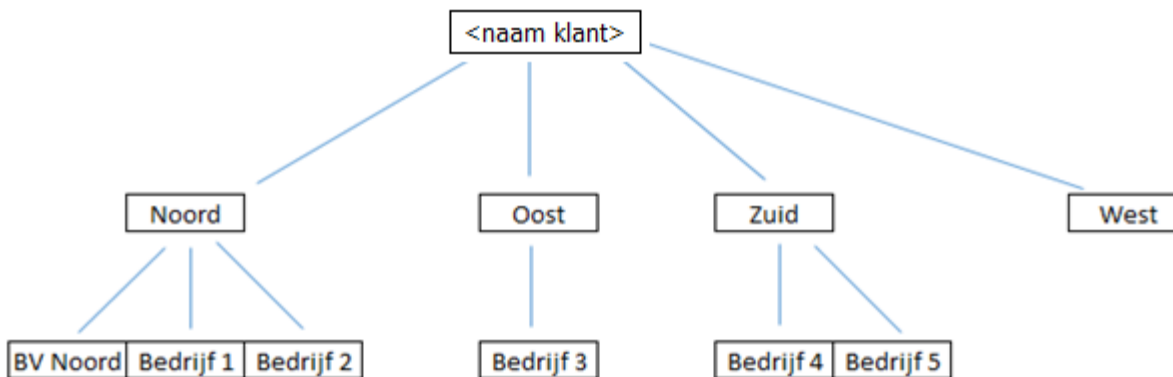 <naam klant>
Noord
Oost
Zuid
West
BV Noord
Bedrijf 1
Bedrijf 2
Bedrijf 3
Bedrijf 4
Bedrijf 5